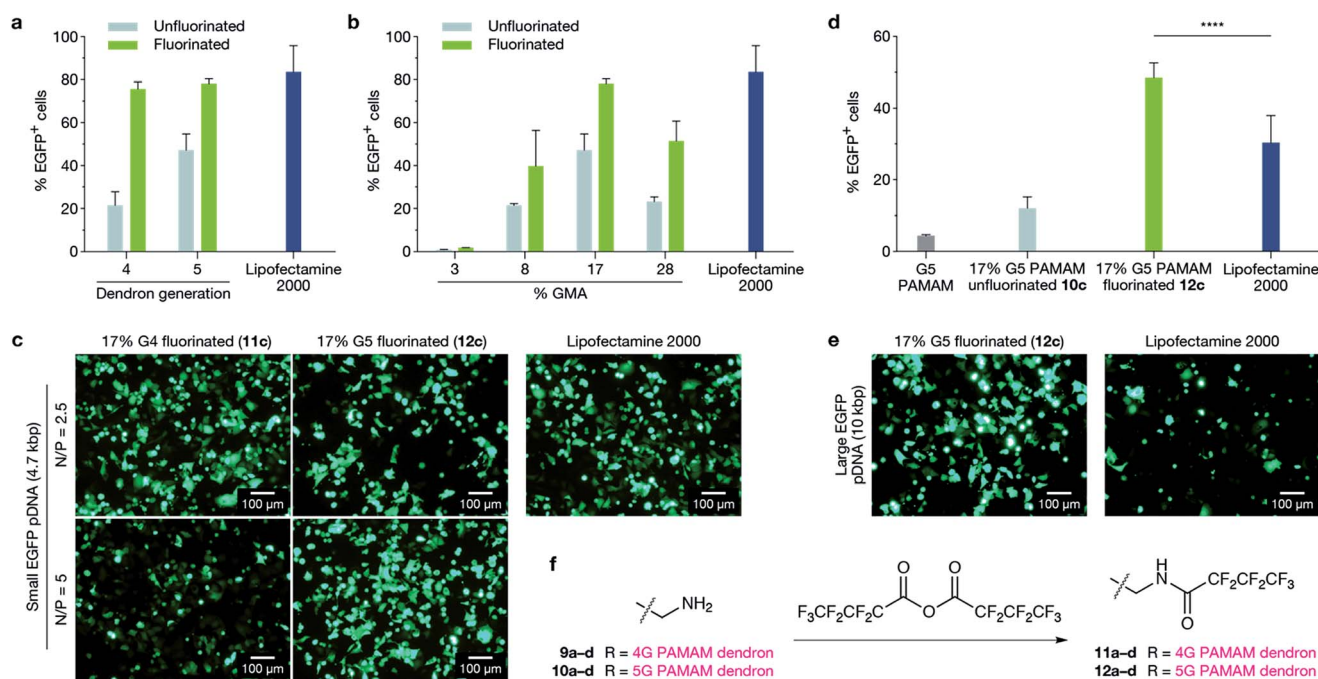 a
Unfluorinated
Fluorinated
% EGFP+ cells
100
80
60
40
20
0
4
5
Dendron generation
Lipofectamine
2000
b
Unfluorinated
Fluorinated
% EGFP+ cells
100
80
60
40
20
0
3
8
17
28
% GMA
Lipofectamine
2000
d
****
% EGFP+ cells
60
40
20
0
G5
PAMAM
17% G5 PAMAM
unfluorinated 10c
17% G5 PAMAM
fluorinated 12c
Lipofectamine
2000
c
17% G4 fluorinated (11c)
17% G5 fluorinated (12c)
Lipofectamine 2000
Small EGFP pDNA (4.7 kbp)
N/P = 2.5
100 µm
100 µm
100 µm
N/P = 5
100 µm
100 µm
e
17% G5 fluorinated (12c)
Lipofectamine 2000
Large EGFP
pDNA (10 kbp)
100 µm
100 µm
f
NH2
9a–d R = 4G PAMAM dendron
10a–d R = 5G PAMAM dendron
O O
F3CF2CF2C O CF2CF2CF3
H
N CF2CF2CF3
O
11a–d R = 4G PAMAM dendron
12a–d R = 5G PAMAM dendron